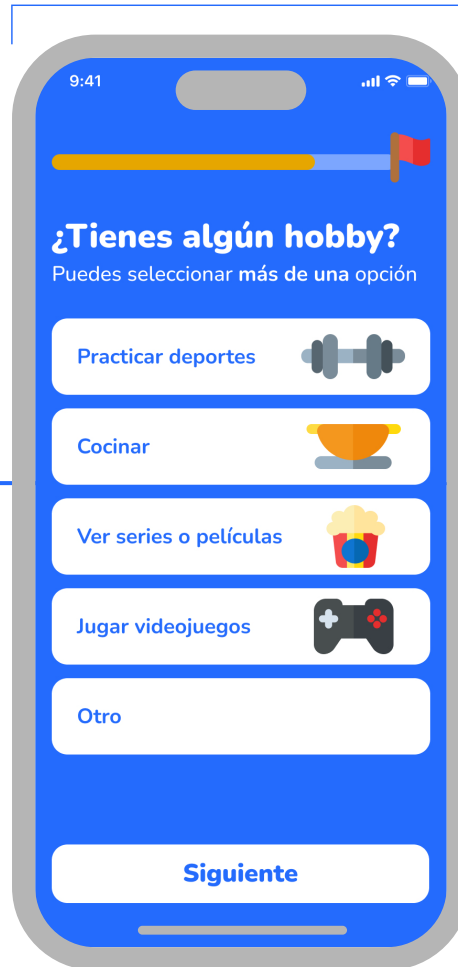 9:41
¿Tienes algún hobby?
Puedes seleccionar más de una opción
Practicar deportes
Cocinar
Ver series o películas
Jugar videojuegos
Otro
Siguiente